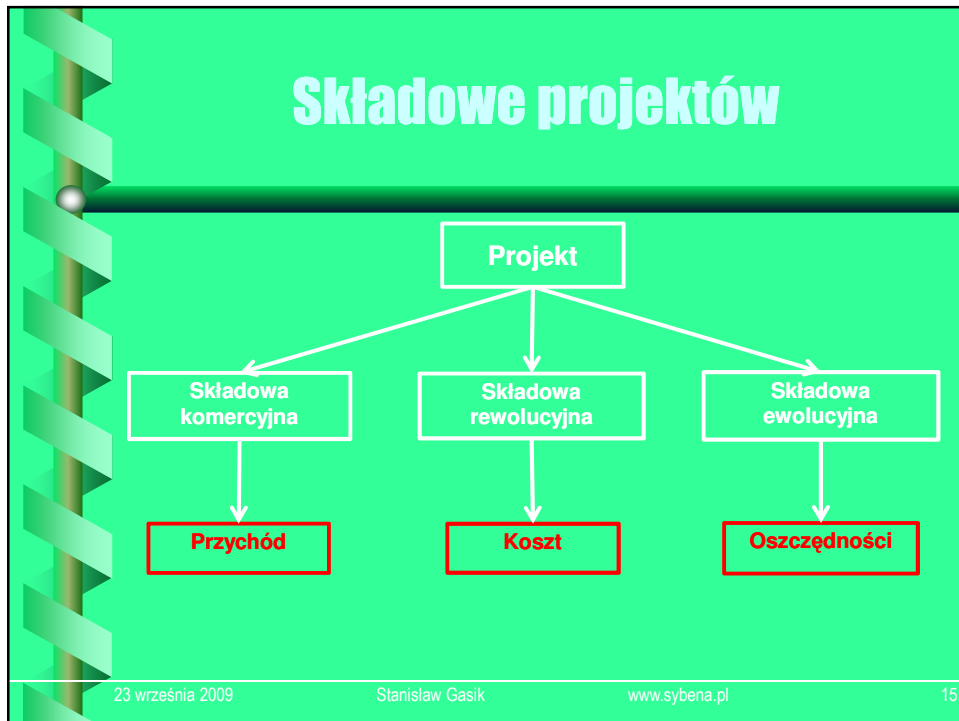 Składowe projektów
Projekt
Składowa
komercyjna
Składowa
rewolucyjna
Składowa
ewolucyjna
Przychód
Koszt
Oszczędności
23 września 2009
Stanisław Gasik
www.sybena.pl
15.